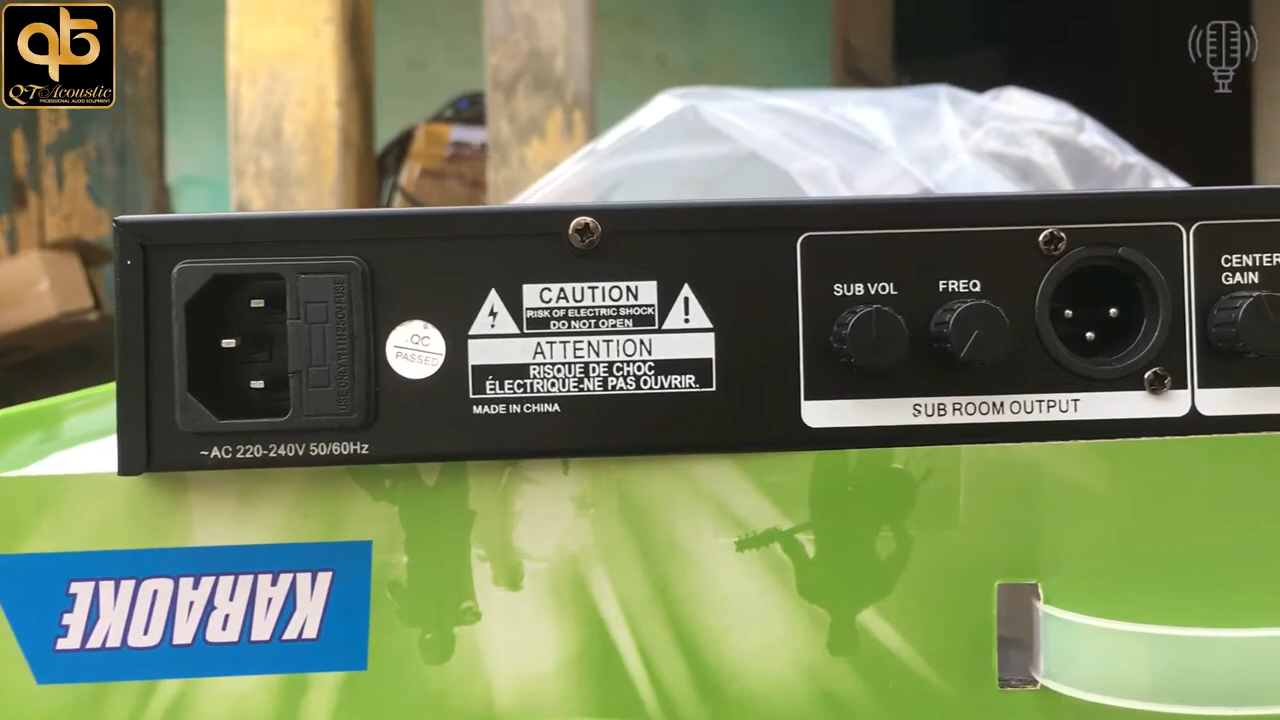 QTAcoustic
PROFESSIONAL AUDIO EQUIPMENT
USE ONLY WITH 250V FUSE
QC
PASSED
CAUTION
RISK OF ELECTRIC SHOCK
DO NOT OPEN
ATTENTION
RISQUE DE CHOC
ÉLECTRIQUE-NE PAS OUVRIR.
MADE IN CHINA
~AC 220-240V 50/60Hz
SUB VOL
FREQ
SUB ROOM OUTPUT
CENTER
GAIN
KARAOKE